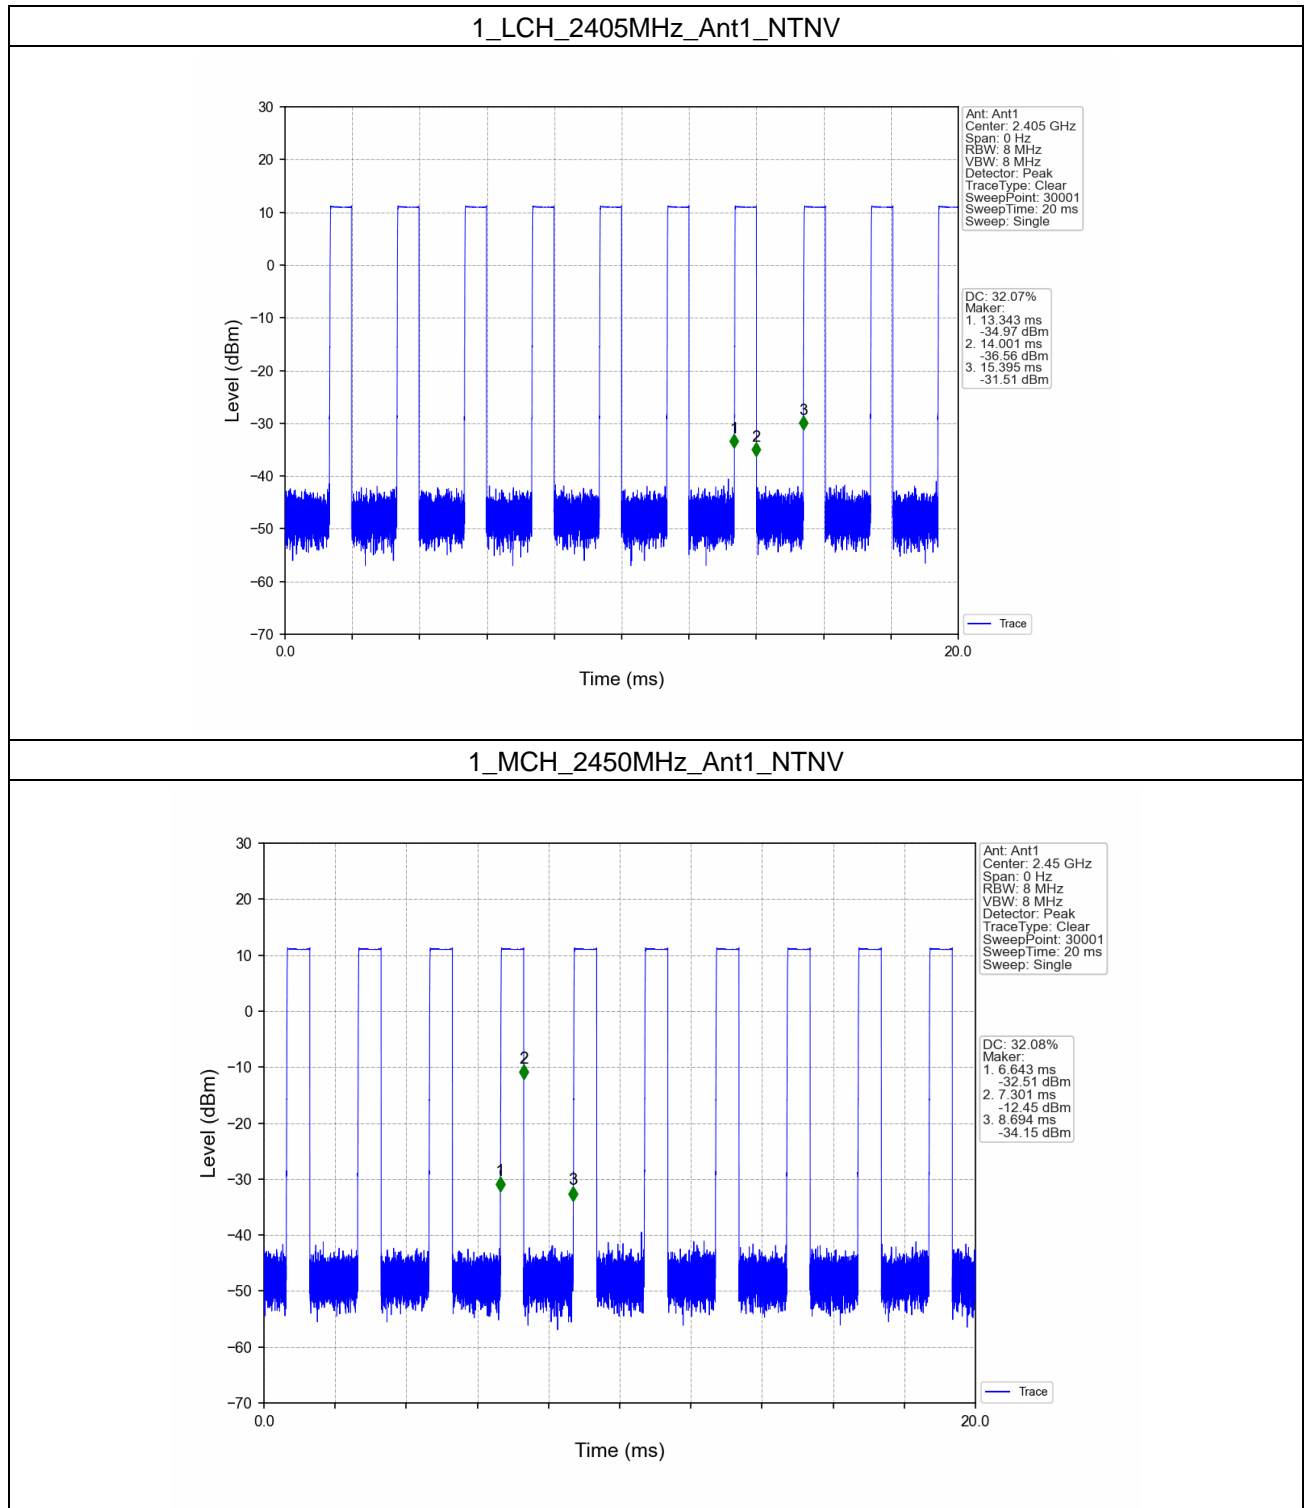 1_LCH_2405MHz_Ant1_NTNV
30
20
10
0
−10
−20
−30
−40
−50
−60
−70
Level (dBm)
0.0
20.0
Time (ms)
1
2
3
Ant: Ant1
Center: 2.405 GHz
Span: 0 Hz
RBW: 8 MHz
VBW: 8 MHz
Detector: Peak
TraceType: Clear
SweepPoint: 30001
SweepTime: 20 ms
Sweep: Single
DC: 32.07%
Maker:
1. 13.343 ms
-34.97 dBm
2. 14.001 ms
-36.56 dBm
3. 15.395 ms
-31.51 dBm
Trace
1_MCH_2450MHz_Ant1_NTNV
30
20
10
0
−10
−20
−30
−40
−50
−60
−70
Level (dBm)
0.0
20.0
Time (ms)
1
2
3
Ant: Ant1
Center: 2.45 GHz
Span: 0 Hz
RBW: 8 MHz
VBW: 8 MHz
Detector: Peak
TraceType: Clear
SweepPoint: 30001
SweepTime: 20 ms
Sweep: Single
DC: 32.08%
Maker:
1. 6.643 ms
-32.51 dBm
2. 7.301 ms
-12.45 dBm
3. 8.694 ms
-34.15 dBm
Trace